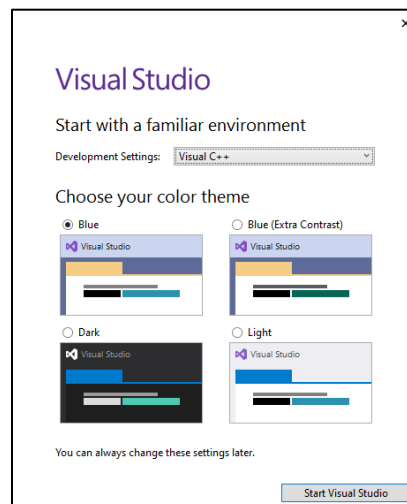 Visual Studio
Start with a familiar environment
Development Settings: Visual C++
Choose your color theme
Blue
Blue (Extra Contrast)
Visual Studio
Visual Studio
Dark
Light
Visual Studio
Visual Studio
You can always change these settings later.
Start Visual Studio